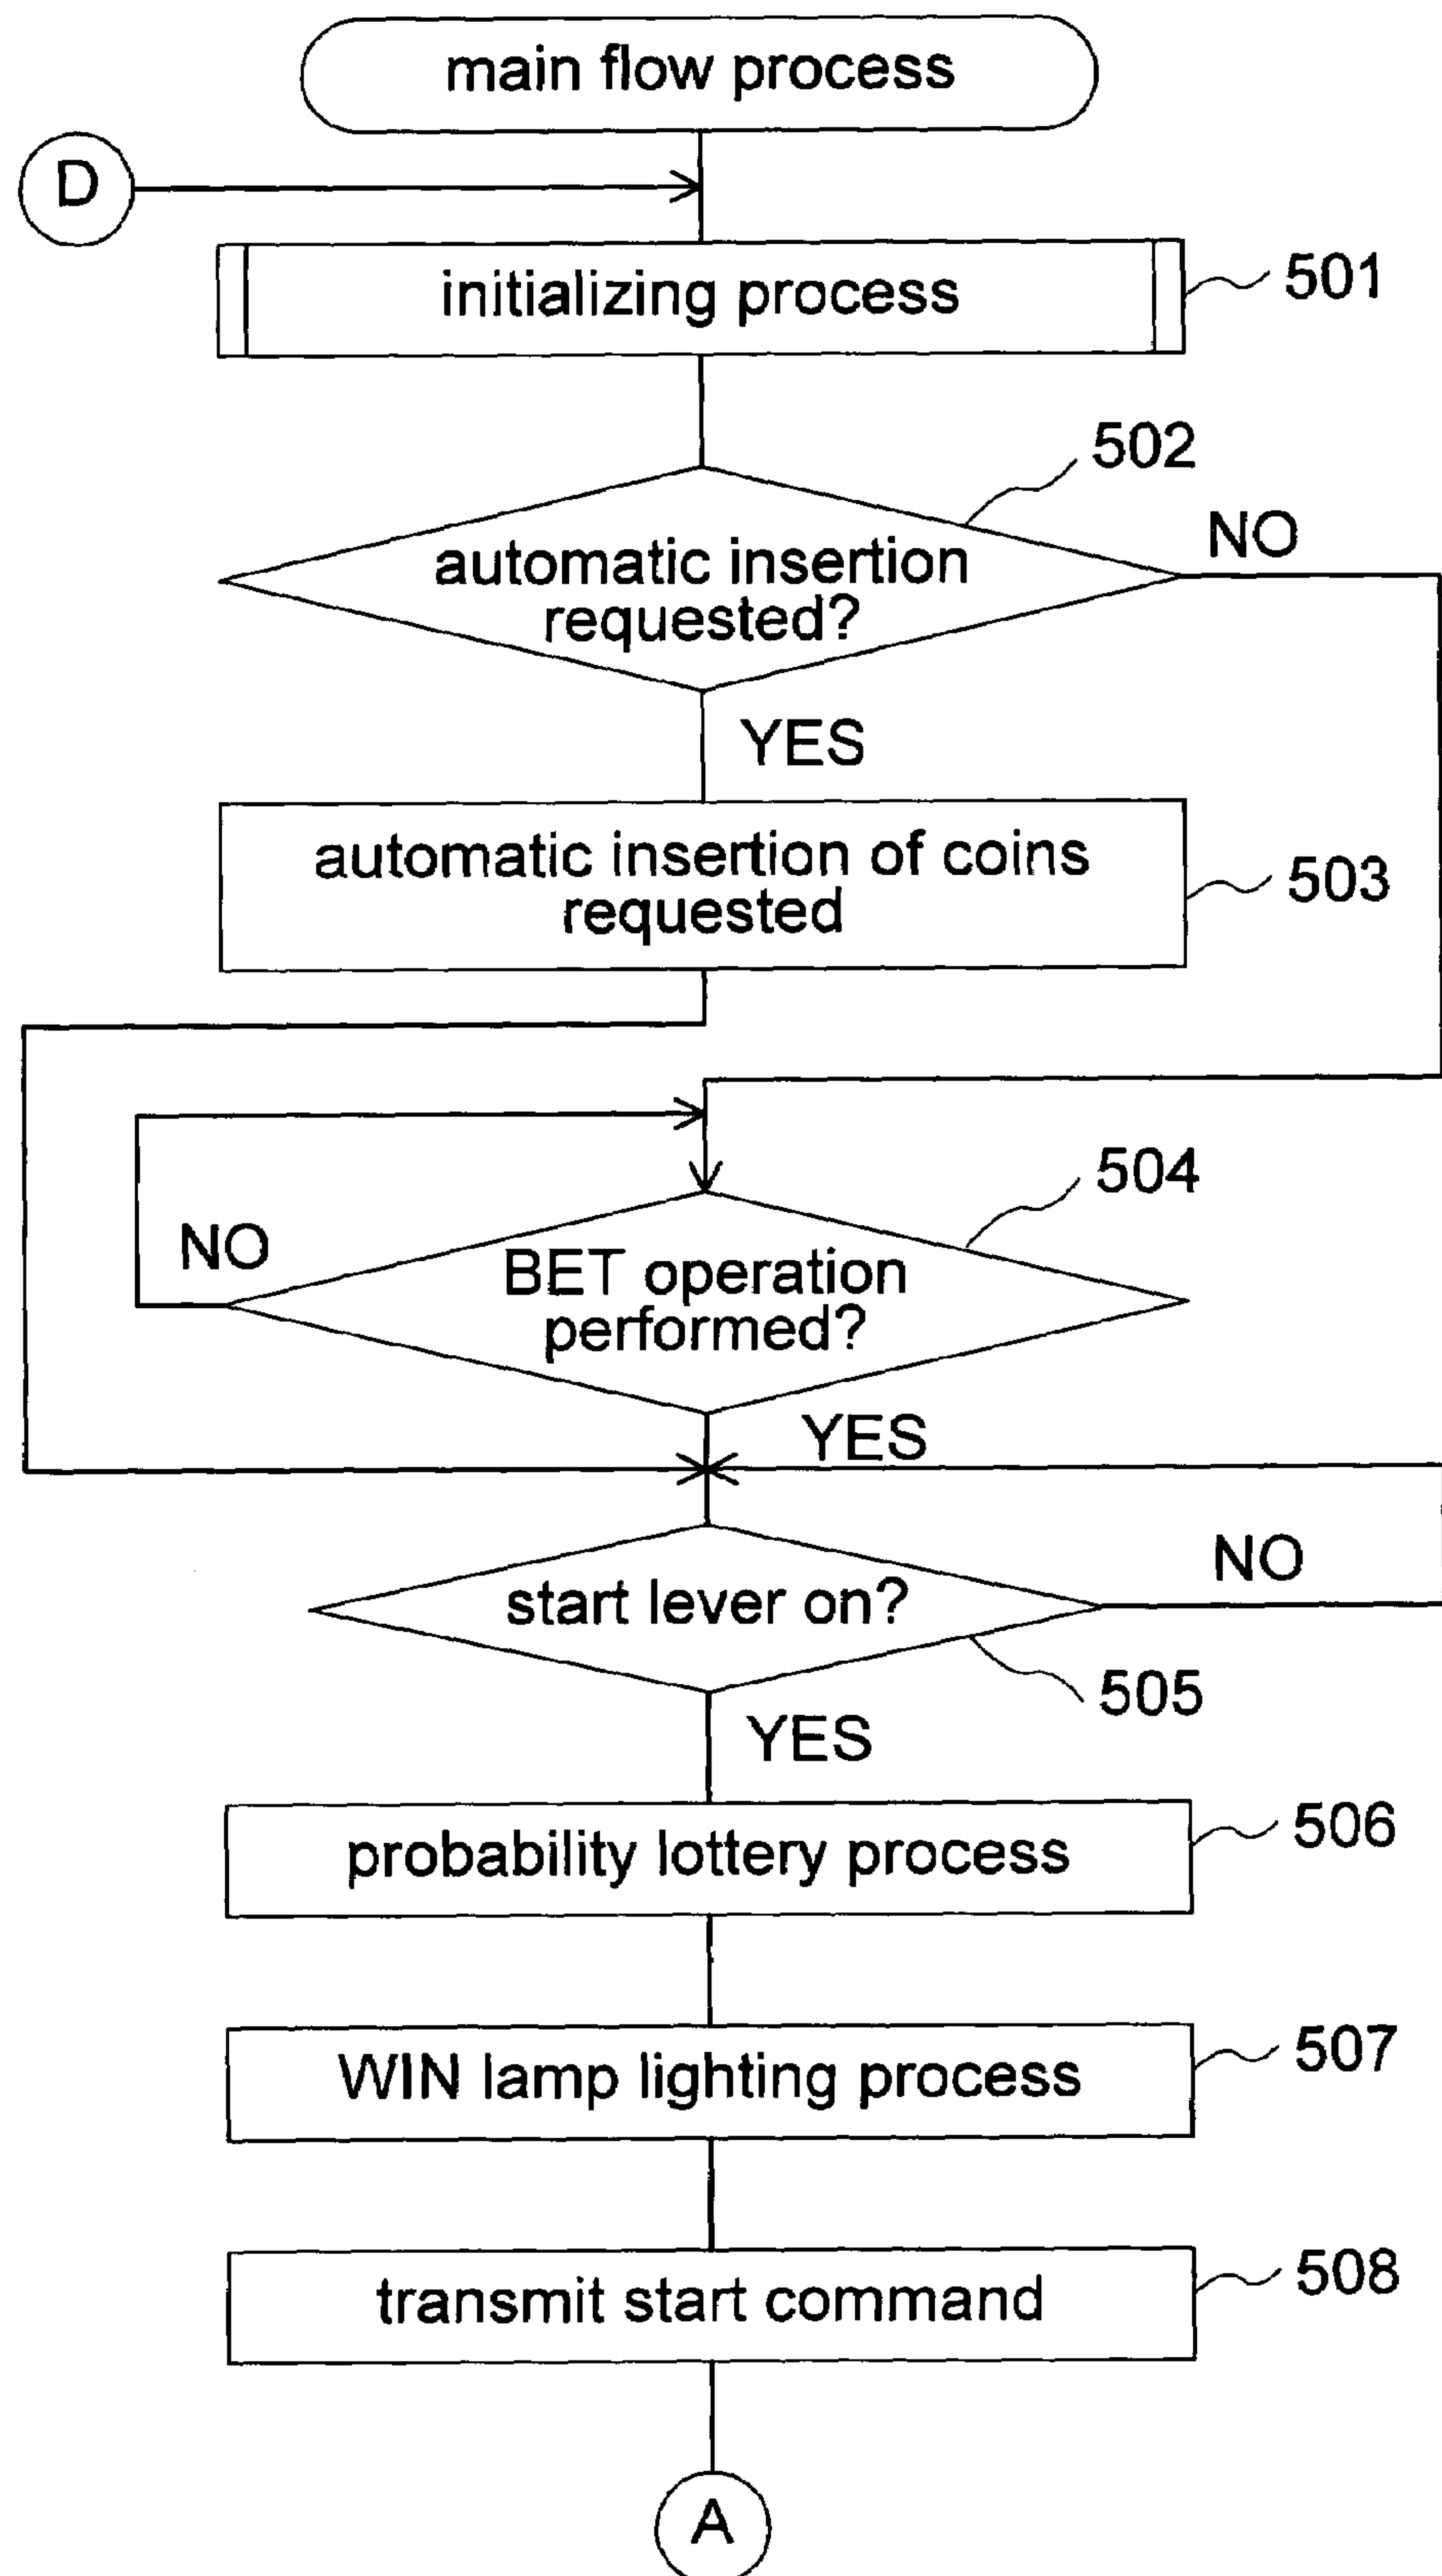 main flow process
D
initializing process
501
502
NO
automatic insertion
requested?
YES
automatic insertion of coins
requested
503
504
NO
BET operation
performed?
YES
NO
start lever on?
505
YES
probability lottery process
506
WIN lamp lighting process
507
transmit start command
508
A